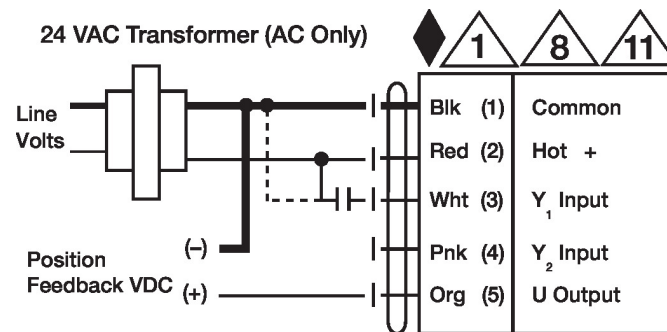 24 VAC Transformer (AC Only)
1 8 11
Line
Volts
Blk (1) Common
Red (2) Hot +
Wht (3) Y₁ Input
Position
Feedback VDC
(–)
(+)
Pnk (4) Y₂ Input
Org (5) U Output